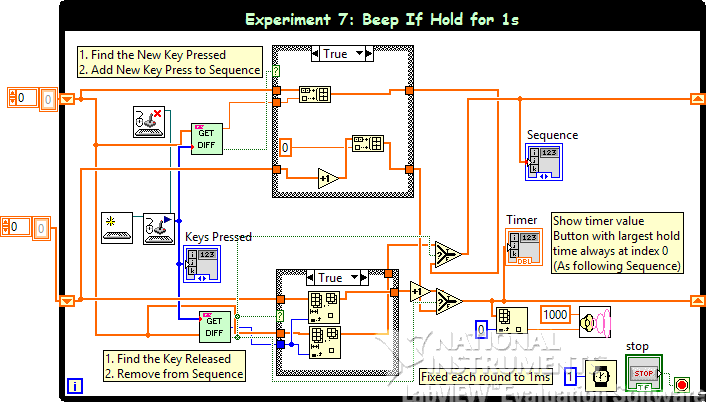 Experiment 7: Beep If Hold for 1s
1. Find the New Key Pressed
2. Add New Key Press to Sequence
True
?
0
0
GET
DIFF
0
+1
Sequence
123
0
0
Keys Pressed
123
Timer
123
DBL
Show timer value
Button with largest hold
time always at index 0
(As following Sequence)
True
?
+1
GET
DIFF
0
1000
1. Find the Key Released
2. Remove from Sequence
NATIONAL
INSTRUMENTS
LabVIEW Evaluation Software
Fixed each round to 1ms
1
stop
STOP
TF
i